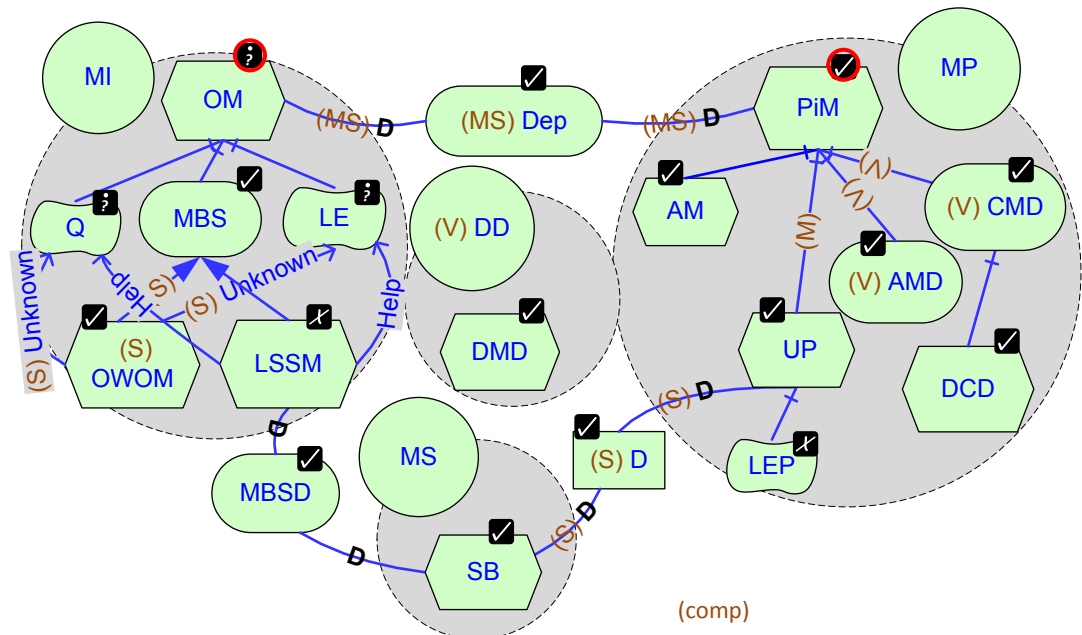 MI
OM
(MS) D
(MS) Dep
(MS) D
PiM
MP
Q
MBS
LE
(V) DD
AM
(V)
(V)
(V) CMD
(M)
(V) AMD
(S) Unknown
Help
(S)
(S) Unknown
Help
(S)
OWOM
LSSM
DMD
UP
DCD
D
(S) D
MS
(S) D
LEP
MBSD
(S) D
D
SB
(comp)